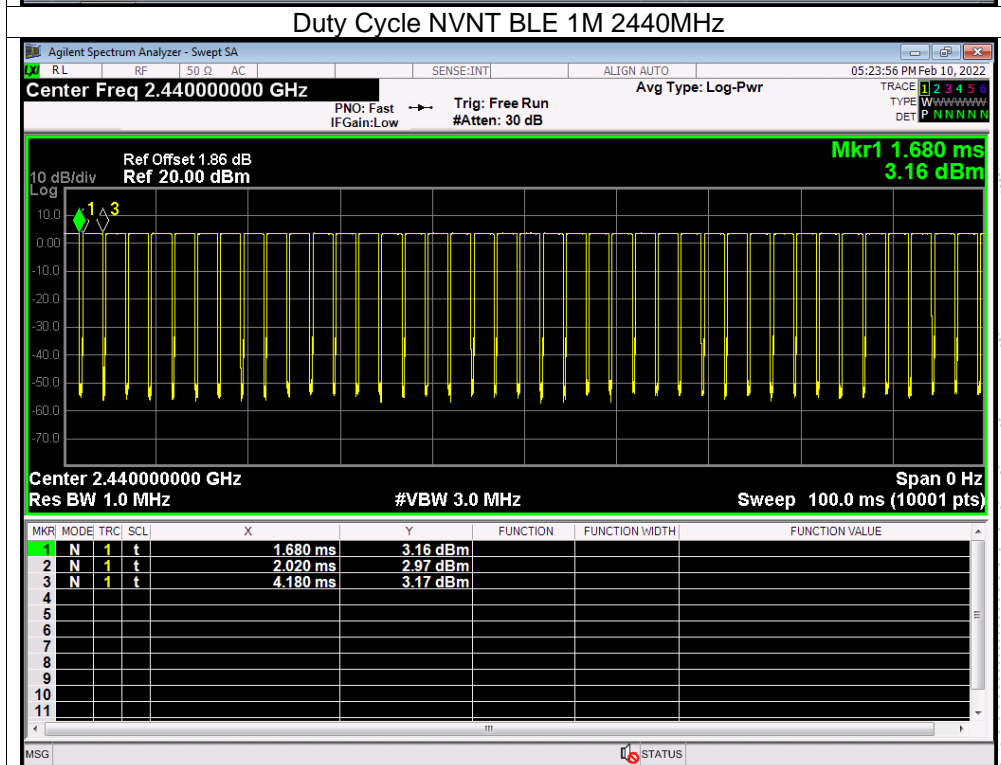 Duty Cycle NVNT BLE 1M 2440MHz
Agilent Spectrum Analyzer - Swept SA
LXI RL RF 50 Ω AC SENSE:INT ALIGN AUTO 05:23:56 PM Feb 10, 2022
Center Freq 2.440000000 GHz Avg Type: Log-Pwr TRACE 1 2 3 4 5 6
PNO: Fast Trig: Free Run TYPE WWWWWW
IFGain:Low #Atten: 30 dB DET P N N N N N
Mkr1 1.680 ms
3.16 dBm
Ref Offset 1.86 dB
10 dB/div Ref 20.00 dBm
Log
1 3
10.0
0.00
-10.0
-20.0
-30.0
-40.0
-50.0
-60.0
-70.0
Center 2.440000000 GHz Span 0 Hz
Res BW 1.0 MHz #VBW 3.0 MHz Sweep 100.0 ms (10001 pts)
MKR MODE TRC SCL X Y FUNCTION FUNCTION WIDTH FUNCTION VALUE
1 N 1 t 1.680 ms 3.16 dBm
2 N 1 t 2.020 ms 2.97 dBm
3 N 1 t 4.180 ms 3.17 dBm
4
5
6
7
8
9
10
11
MSG STATUS